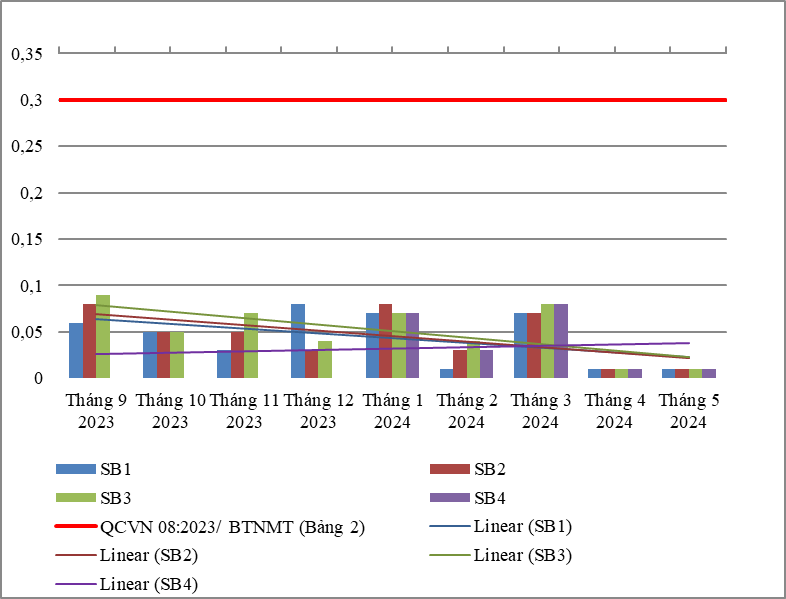 0,35
0,3
0,25
0,2
0,15
0,1
0,05
0
Tháng 9 Tháng 10 Tháng 11 Tháng 12 Tháng 1 Tháng 2 Tháng 3 Tháng 4 Tháng 5
2023 2023 2023 2023 2024 2024 2024 2024 2024
SB1 SB2
SB3 SB4
QCVN 08:2023/ BTNMT (Bảng 2) Linear (SB1)
Linear (SB2) Linear (SB3)
Linear (SB4)